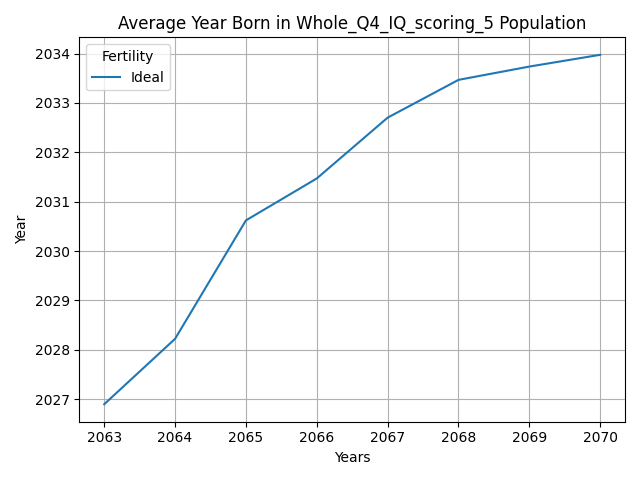 Average Year Born in Whole_Q4_IQ_scoring_5 Population
Fertility
Ideal
2034
2033
2032
2031
2030
2029
2028
2027
Year
2063 2064 2065 2066 2067 2068 2069 2070
Years